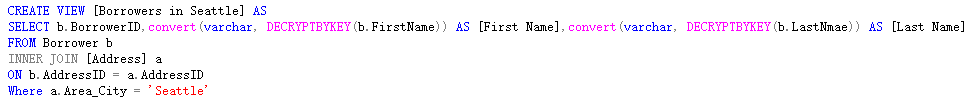 CREATE VIEW [Borrowers in Seattle] AS
SELECT b.BorrowerID,convert(varchar, DECRYPTBYKEY(b.FirstName)) AS [First Name],convert(varchar, DECRYPTBYKEY(b.LastNmae)) AS [Last Name]
FROM Borrower b
INNER JOIN [Address] a
ON b.AddressID = a.AddressID
Where a.Area_City = 'Seattle'